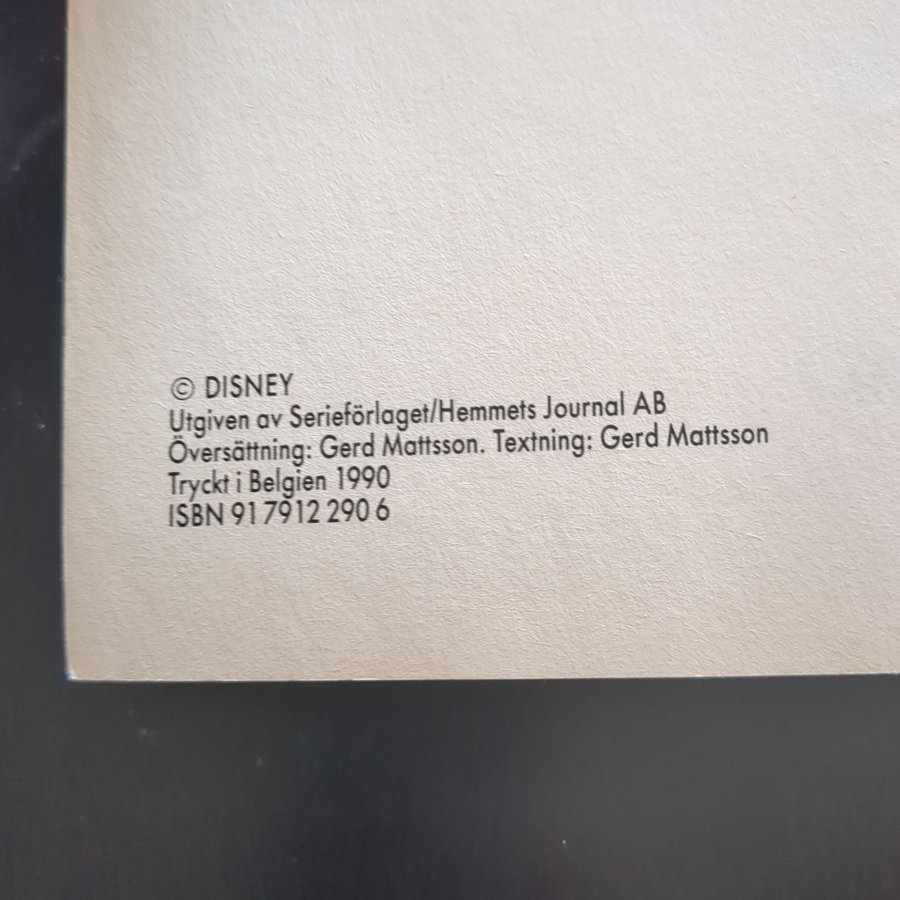 © DISNEY
Utgiven av Serieförlaget/Hemmets Journal AB
Översättning: Gerd Mattsson. Textning: Gerd Mattsson
Tryckt i Belgien 1990
ISBN 91 7912 290 6